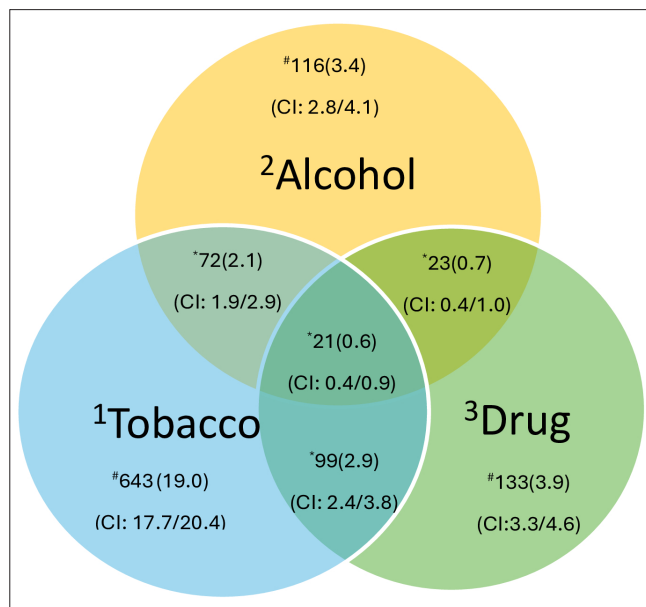 #116(3.4)
(CI: 2.8/4.1)
2Alcohol
*72(2.1)
(CI: 1.9/2.9)
*23(0.7)
(CI: 0.4/1.0)
*21(0.6)
(CI: 0.4/0.9)
1Tobacco
#643(19.0)
(CI: 17.7/20.4)
*99(2.9)
(CI: 2.4/3.8)
3Drug
#133(3.9)
(CI:3.3/4.6)